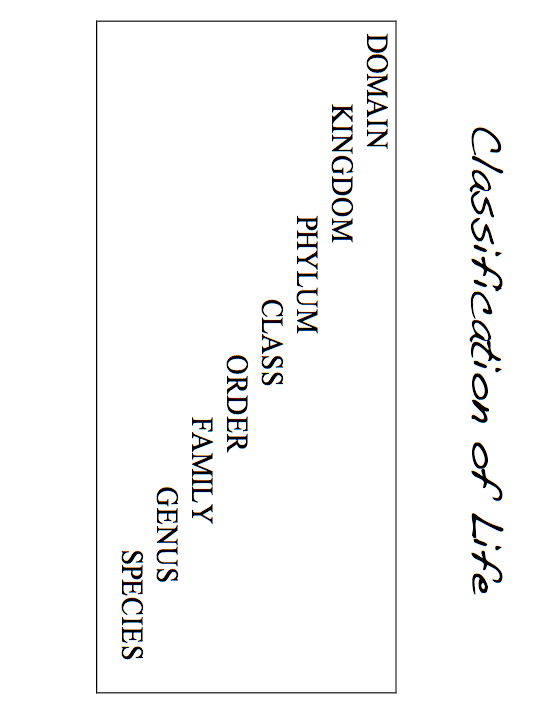 Classification of Life
DOMAIN
KINGDOM
PHYLUM
CLASS
ORDER
FAMILY
GENUS
SPECIES